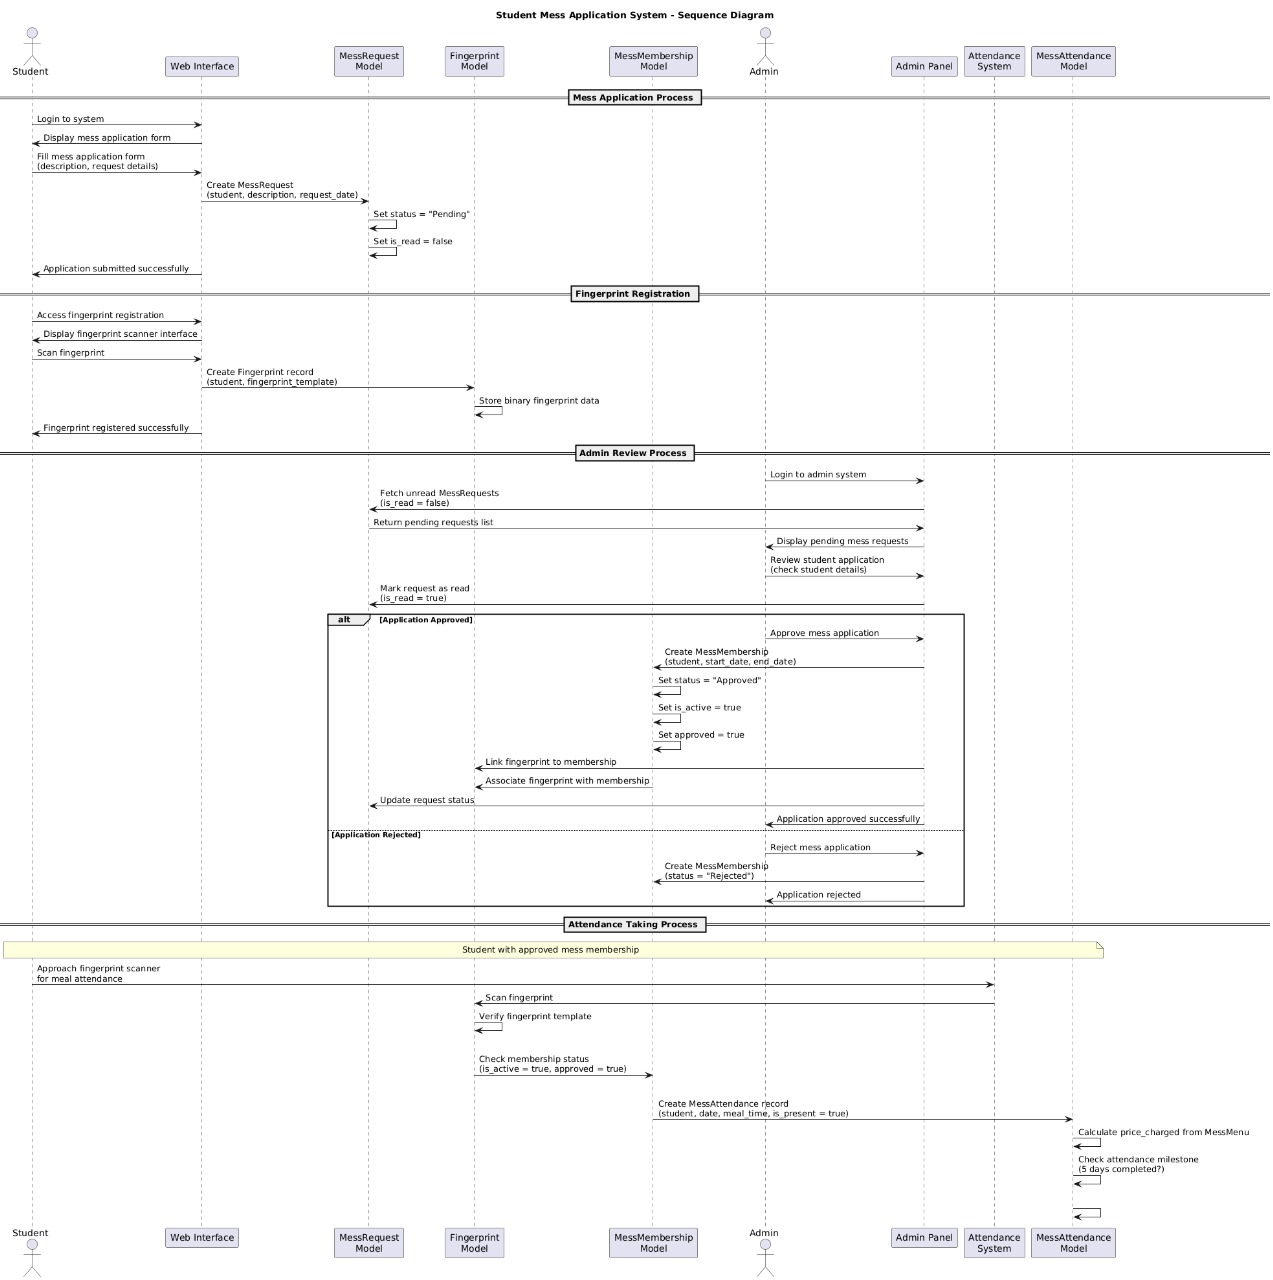 Student Mess Application System - Sequence Diagram
Student
Web Interface
MessRequest
Model
Fingerprint
Model
MessMembership
Model
Admin
Admin Panel
Attendance
System
MessAttendance
Model
Mess Application Process
Login to system
Display mess application form
Fill mess application form
(description, request details)
Create MessRequest
(student, description, request_date)
Set status = "Pending"
Set is_read = false
Application submitted successfully
Fingerprint Registration
Access fingerprint registration
Display fingerprint scanner interface
Scan fingerprint
Create Fingerprint record
(student, fingerprint_template)
Store binary fingerprint data
Fingerprint registered successfully
Admin Review Process
Login to admin system
Fetch unread MessRequests
(is_read = false)
Return pending requests list
Display pending mess requests
Review student application
(check student details)
Mark request as read
(is_read = true)
alt
[Application Approved]
Approve mess application
Create MessMembership
(student, start_date, end_date)
Set status = "Approved"
Set is_active = true
Set approved = true
Link fingerprint to membership
Associate fingerprint with membership
Update request status
Application approved successfully
[Application Rejected]
Reject mess application
Create MessMembership
(status = "Rejected")
Application rejected
Attendance Taking Process
Student with approved mess membership
Approach fingerprint scanner
for meal attendance
Scan fingerprint
Verify fingerprint template
Check membership status
(is_active = true, approved = true)
Create MessAttendance record
(student, date, meal_time, is_present = true)
Calculate price_charged from MessMenu
Check attendance milestone
(5 days completed?)
Student
Web Interface
MessRequest
Model
Fingerprint
Model
MessMembership
Model
Admin
Admin Panel
Attendance
System
MessAttendance
Model